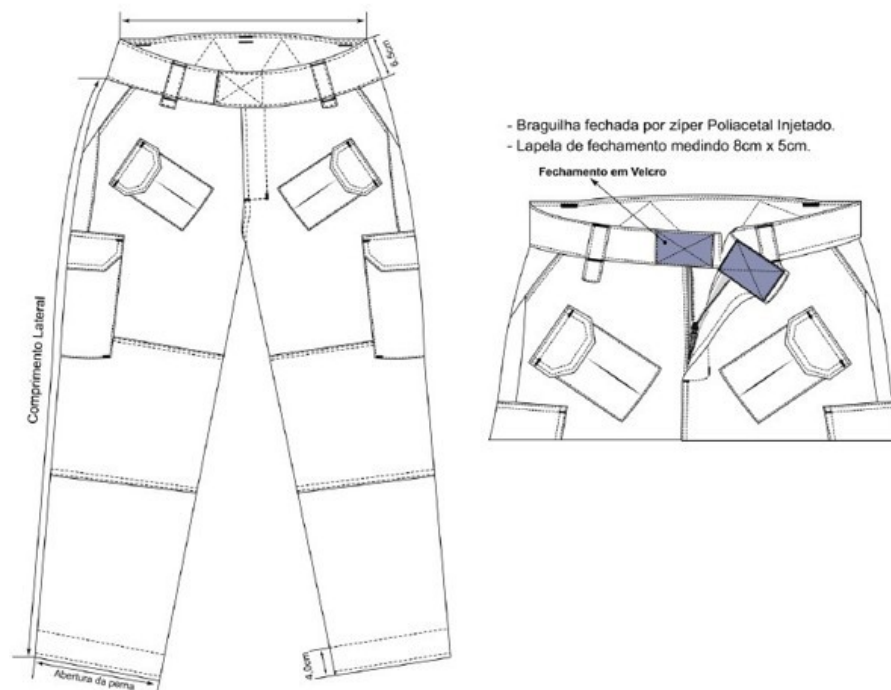 6,5cm
- Braguilha fechada por zíper Poliacetal Injetado.
- Lapela de fechamento medindo 8cm x 5cm.
Fechamento em Velcro
Comprimento Lateral
Abertura da perna
4,0cm